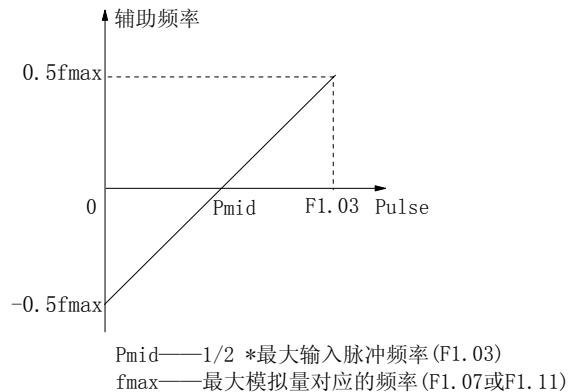 辅助频率
0.5fmax
0
Pmid
F1.03
Pulse
-0.5fmax
Pmid——1/2 *最大输入脉冲频率(F1.03)
fmax——最大模拟量对应的频率(F1.07或F1.11)